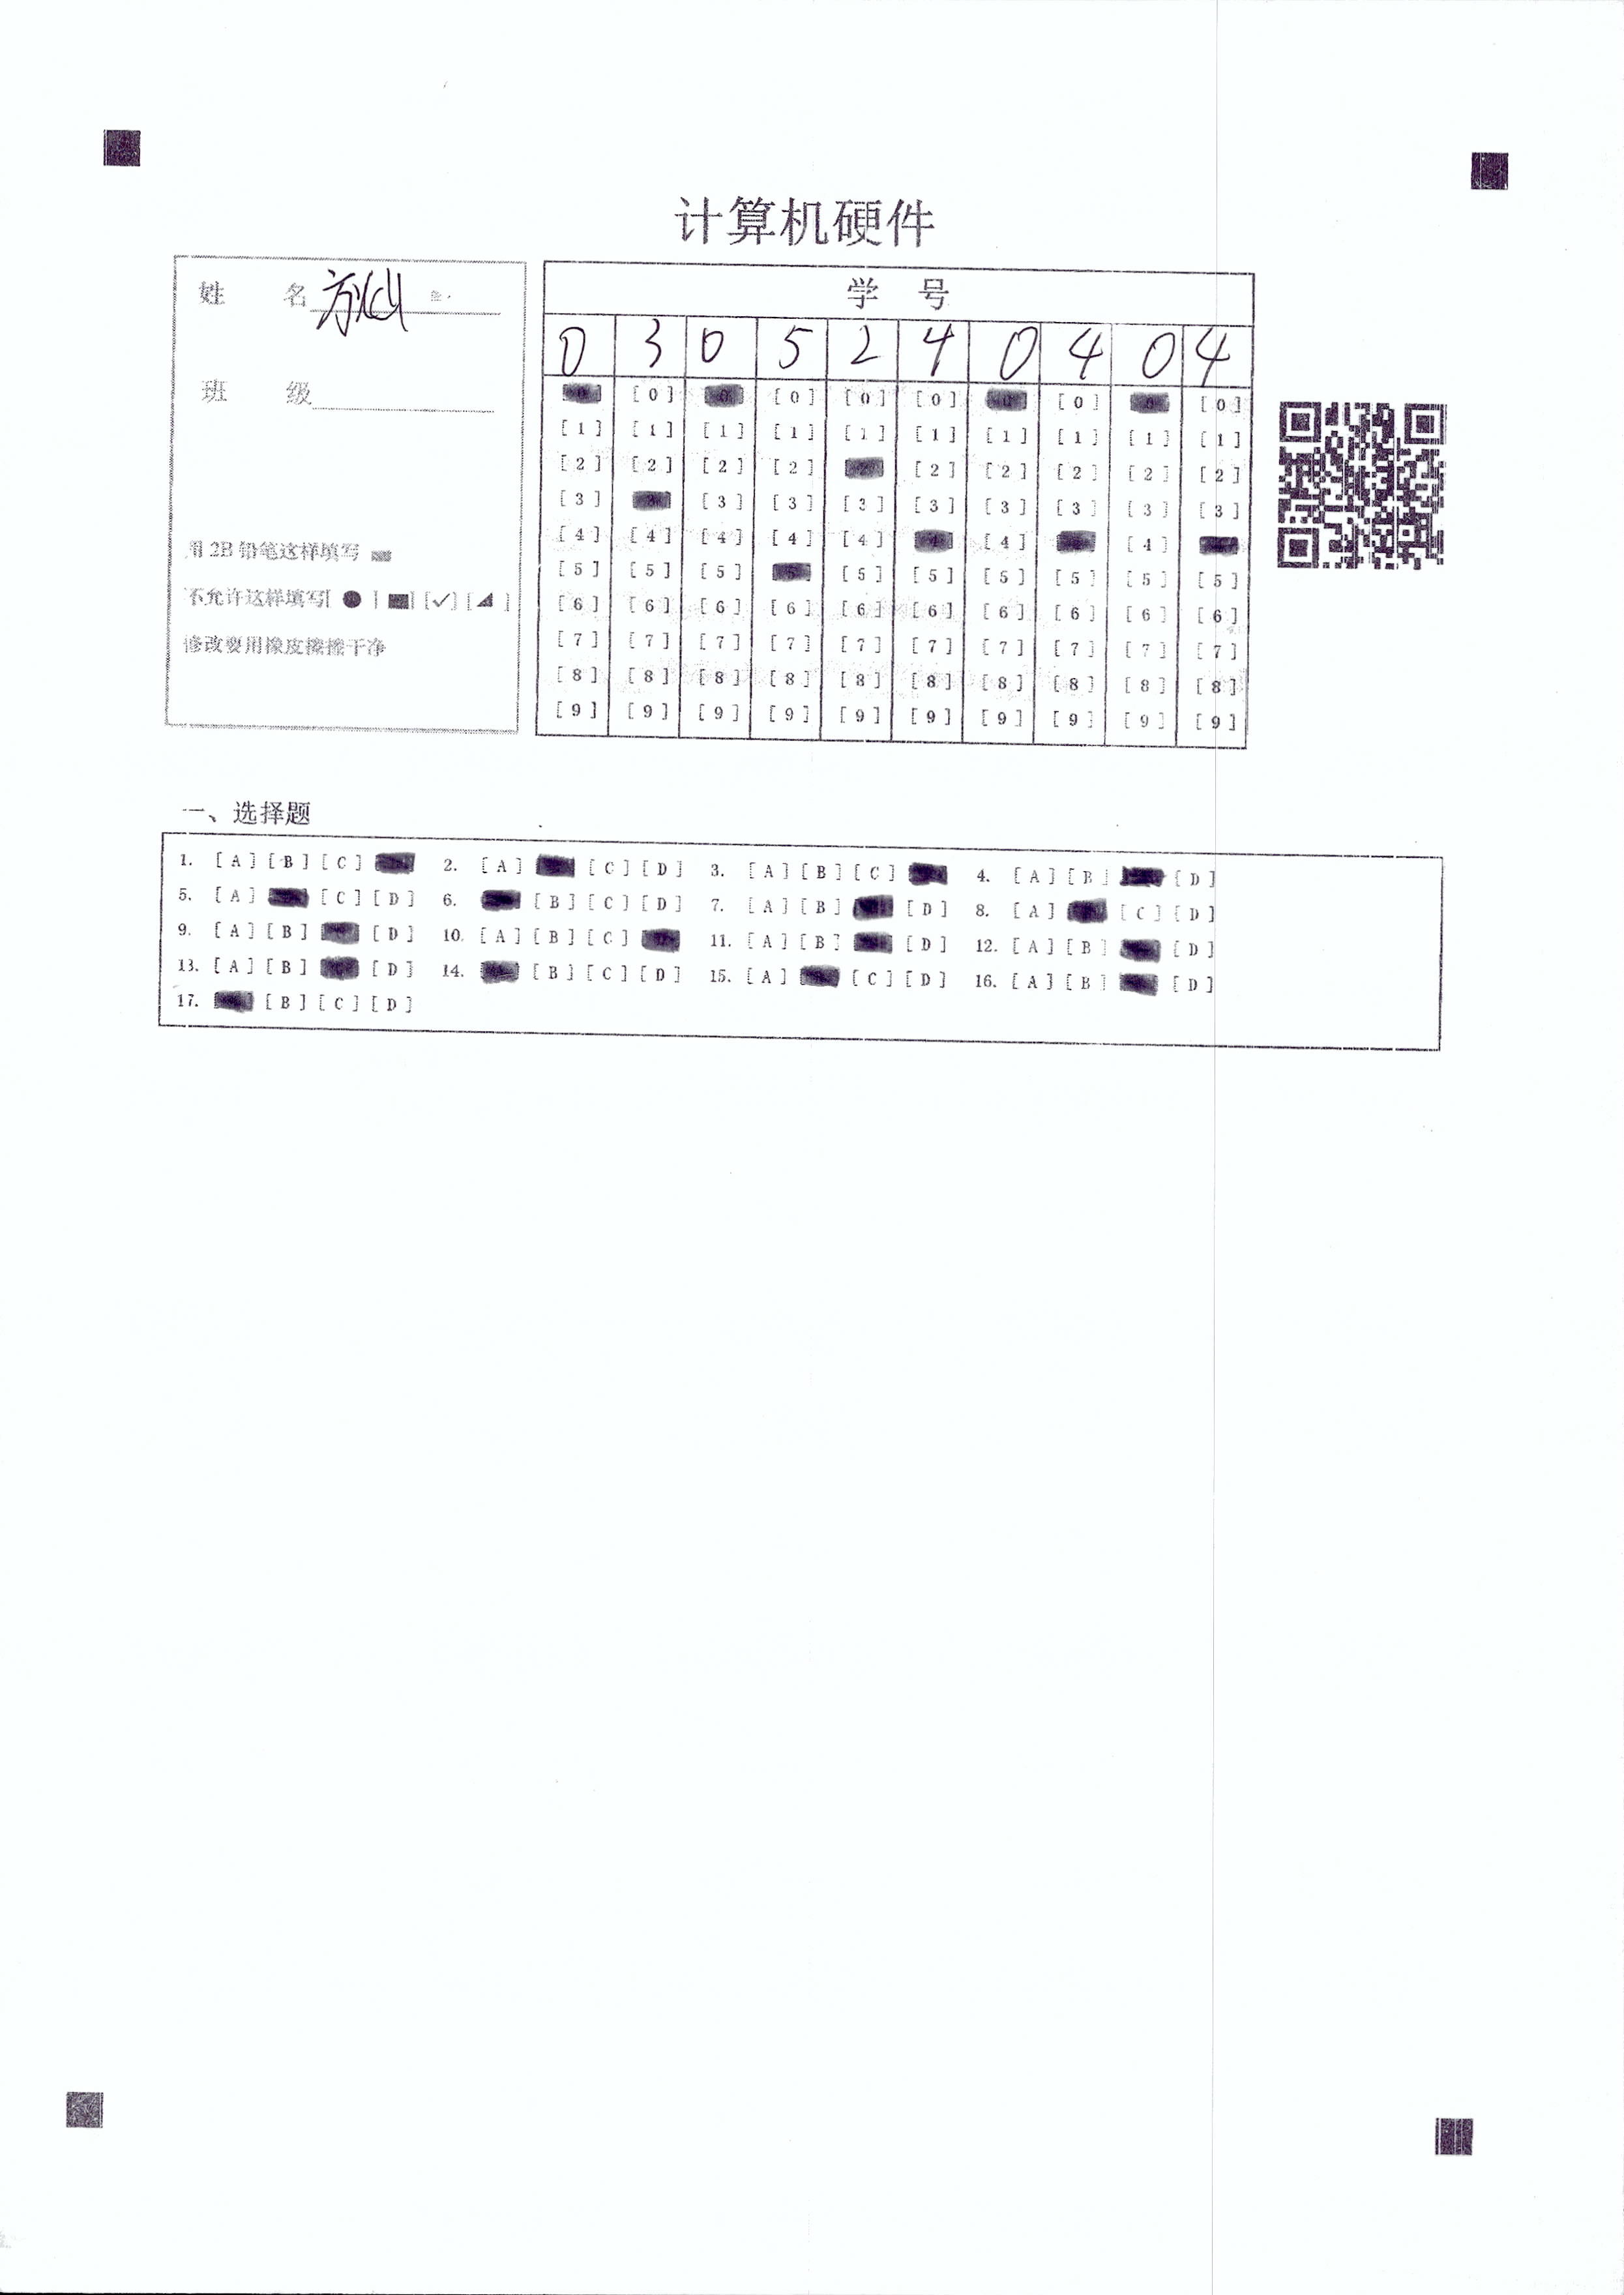 计算机硬件
姓 名
班 级
用 2B 铅笔这样填写
不允许这样填写[ ● ] [■] [✓] [◢ ]
修改要用橡皮擦擦干净
学 号
0 3 0 5 2 4 0 4 0 4
[0] [0] [0] [0] [0] [0] [0] [0] [0] [0]
[1] [1] [1] [1] [1] [1] [1] [1] [1] [1]
[2] [2] [2] [2] [2] [2] [2] [2] [2]
[3] [3] [3] [3] [3] [3] [3] [3] [3]
[4] [4] [4] [4] [4] [4] [4]
[5] [5] [5] [5] [5] [5] [5] [5] [5] [5]
[6] [6] [6] [6] [6] [6] [6] [6] [6] [6]
[7] [7] [7] [7] [7] [7] [7] [7] [7] [7]
[8] [8] [8] [8] [8] [8] [8] [8] [8] [8]
[9] [9] [9] [9] [9] [9] [9] [9] [9] [9]
一、选择题
1. [A] [B] [C] 2. [A] [C] [D] 3. [A] [B] [C] 4. [A] [B] [D]
5. [A] [C] [D] 6. [B] [C] [D] 7. [A] [B] [D] 8. [A] [C] [D]
9. [A] [B] [D] 10. [A] [B] [C] 11. [A] [B] [D] 12. [A] [B] [D]
13. [A] [B] [D] 14. [B] [C] [D] 15. [A] [C] [D] 16. [A] [B] [D]
17. [B] [C] [D]